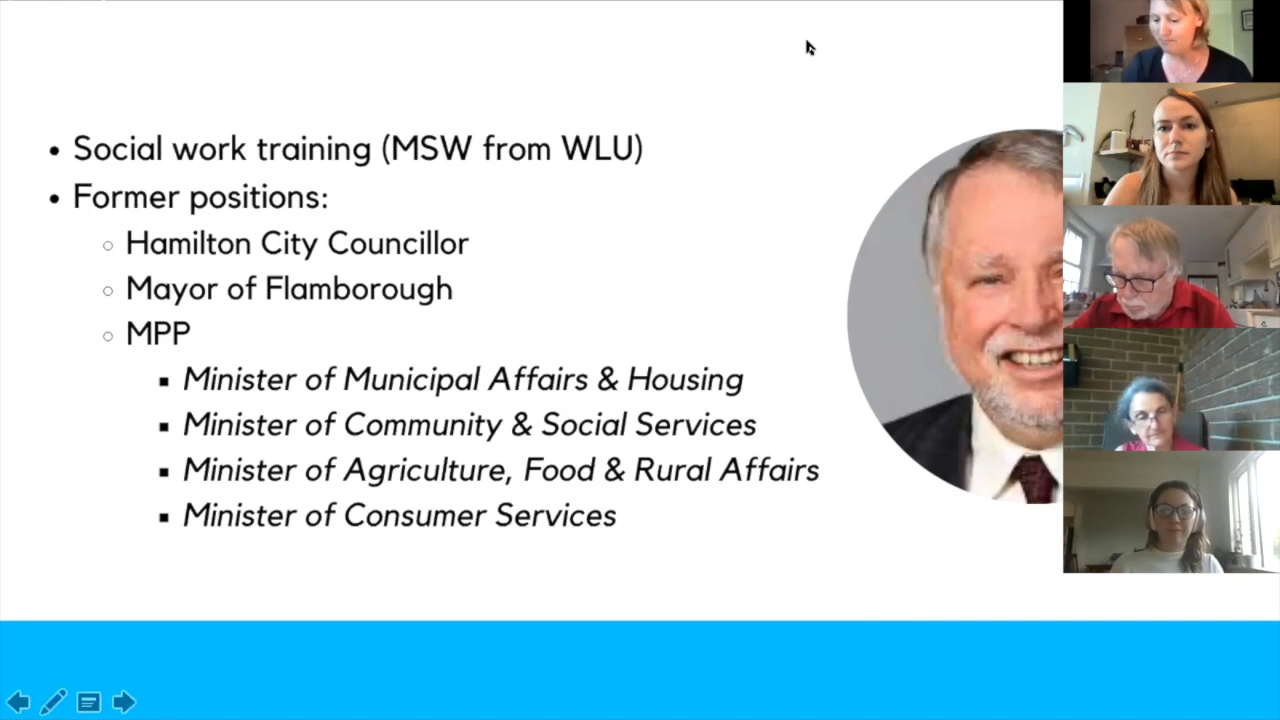 Social work training (MSW from WLU)
Former positions:
Hamilton City Councillor
Mayor of Flamborough
MPP
Minister of Municipal Affairs & Housing
Minister of Community & Social Services
Minister of Agriculture, Food & Rural Affairs
Minister of Consumer Services